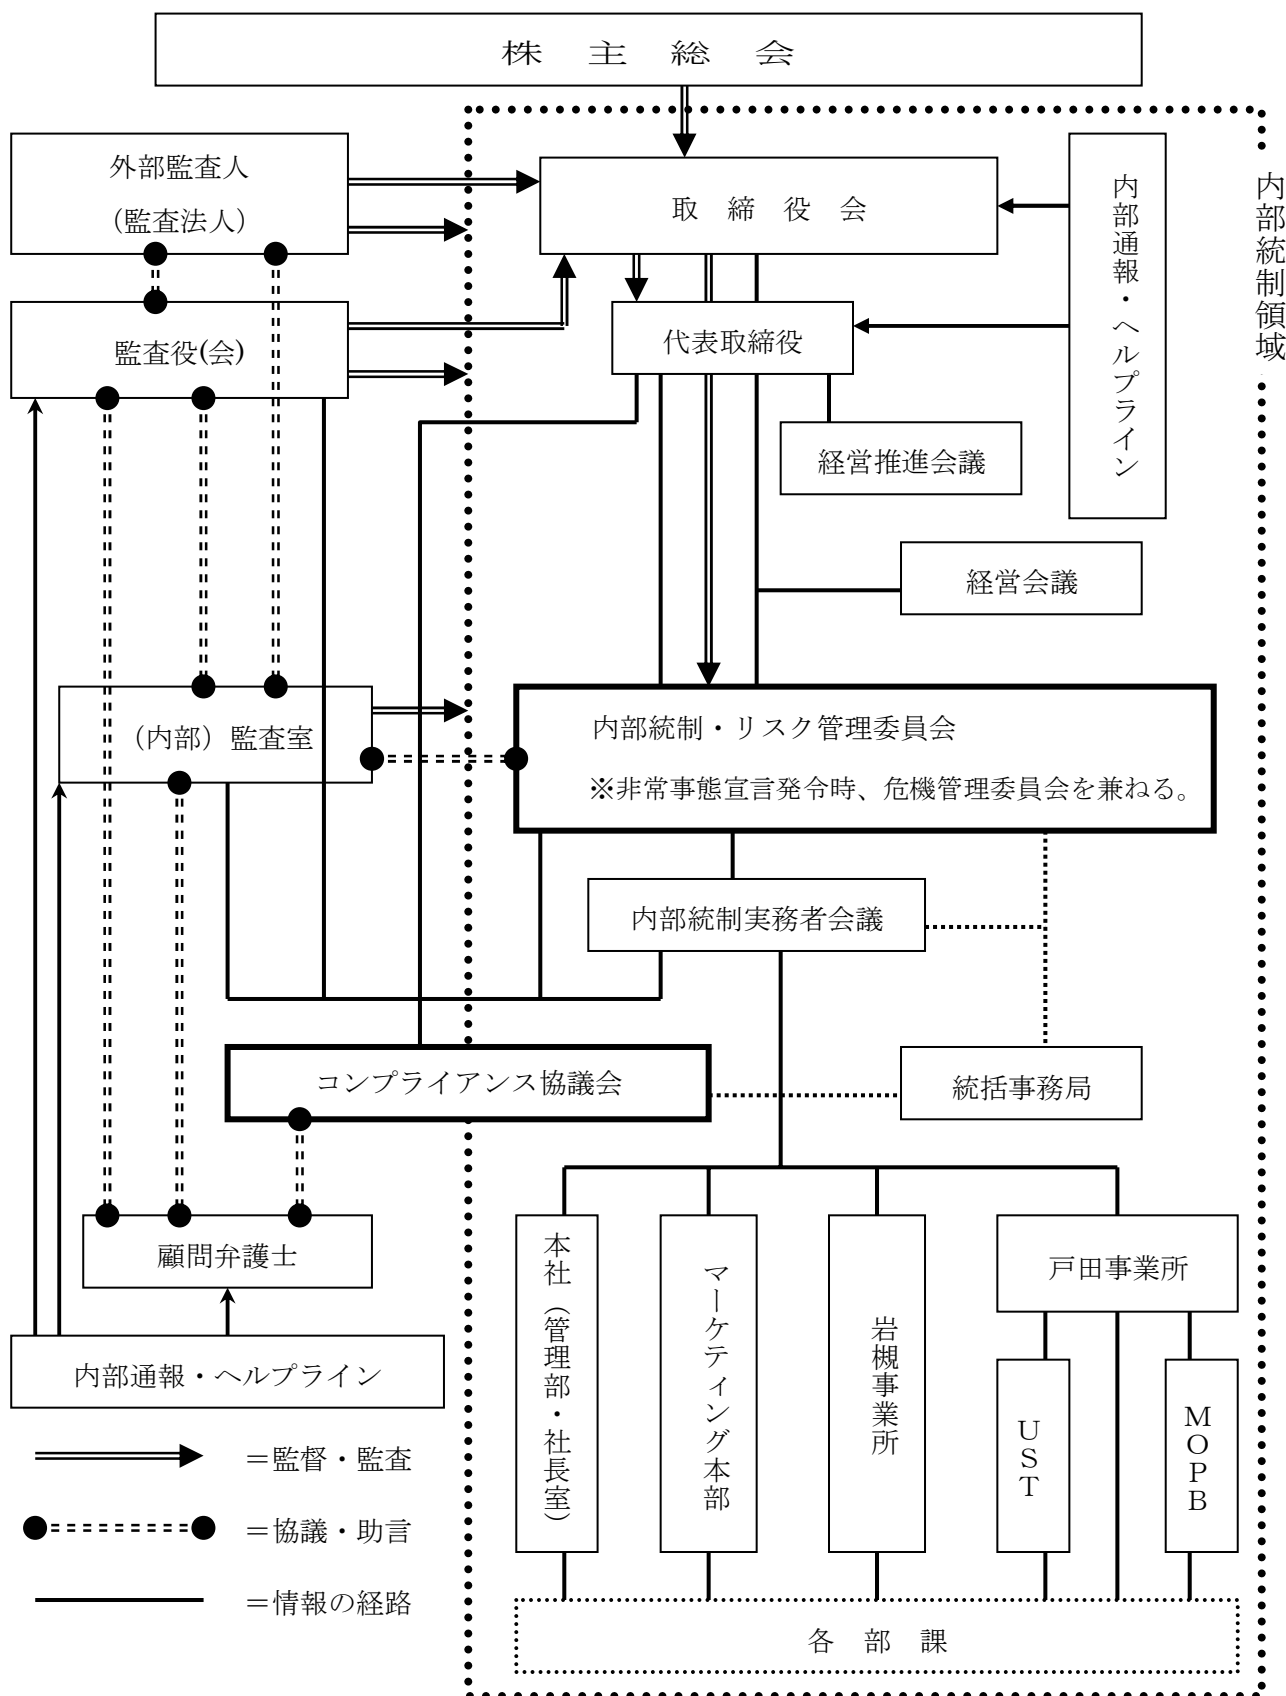 株主総会
外部監査人
（監査法人）
取締役会
内部通報・ヘルプライン
内部統制領域
監査役(会)
代表取締役
経営推進会議
経営会議
（内部）監査室
内部統制・リスク管理委員会
※非常事態宣言発令時、危機管理委員会を兼ねる。
内部統制実務者会議
コンプライアンス協議会
統括事務局
顧問弁護士
本社（管理部・社長室）
マーケティング本部
岩槻事業所
戸田事業所
UST
MOPB
内部通報・ヘルプライン
＝監督・監査
＝協議・助言
＝情報の経路
各部課